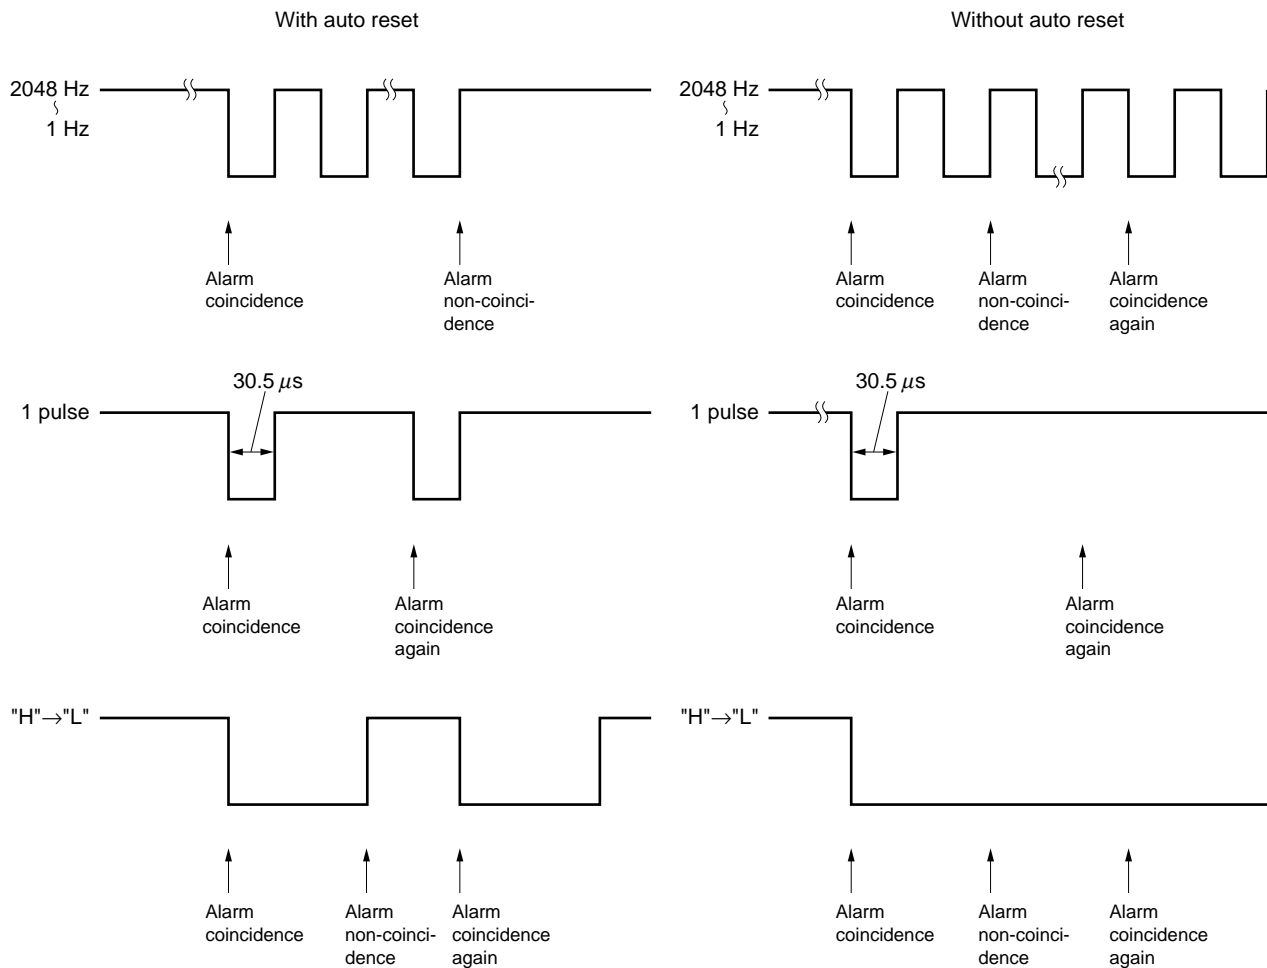 With auto reset
Without auto reset
2048 Hz
~
1 Hz
2048 Hz
~
1 Hz
Alarm
coincidence
Alarm
non-coinci-
dence
Alarm
coincidence
Alarm
non-coinci-
dence
Alarm
coincidence
again
30.5 μs
1 pulse
30.5 μs
1 pulse
Alarm
coincidence
Alarm
coincidence
again
Alarm
coincidence
Alarm
coincidence
again
"H"→"L"
"H"→"L"
Alarm
coincidence
Alarm
non-coinci-
dence
Alarm
coincidence
again
Alarm
coincidence
Alarm
non-coinci-
dence
Alarm
coincidence
again